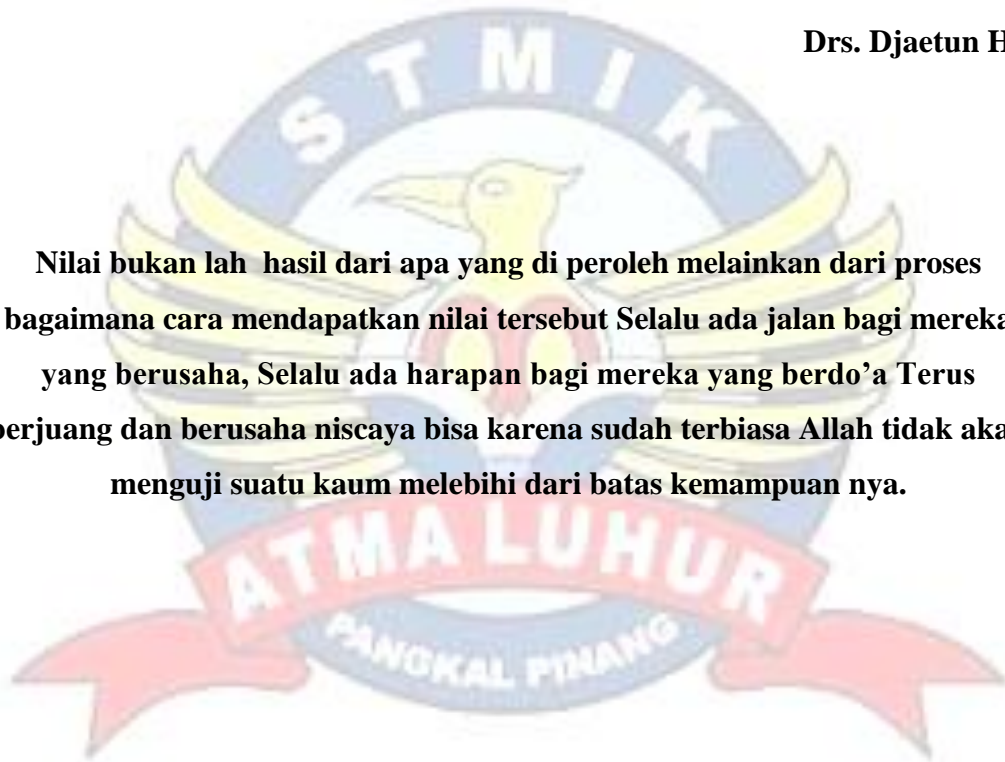 Drs. Djaetun H
STMIK
Nilai bukan lah hasil dari apa yang di peroleh melainkan dari proses
bagaimana cara mendapatkan nilai tersebut Selalu ada jalan bagi mereka
yang berusaha, Selalu ada harapan bagi mereka yang berdo’a Terus
berjuang dan berusaha niscaya bisa karena sudah terbiasa Allah tidak aka
menguji suatu kaum melebihi dari batas kemampuan nya.
ATMA LUHUR
PANGKAL PINANG